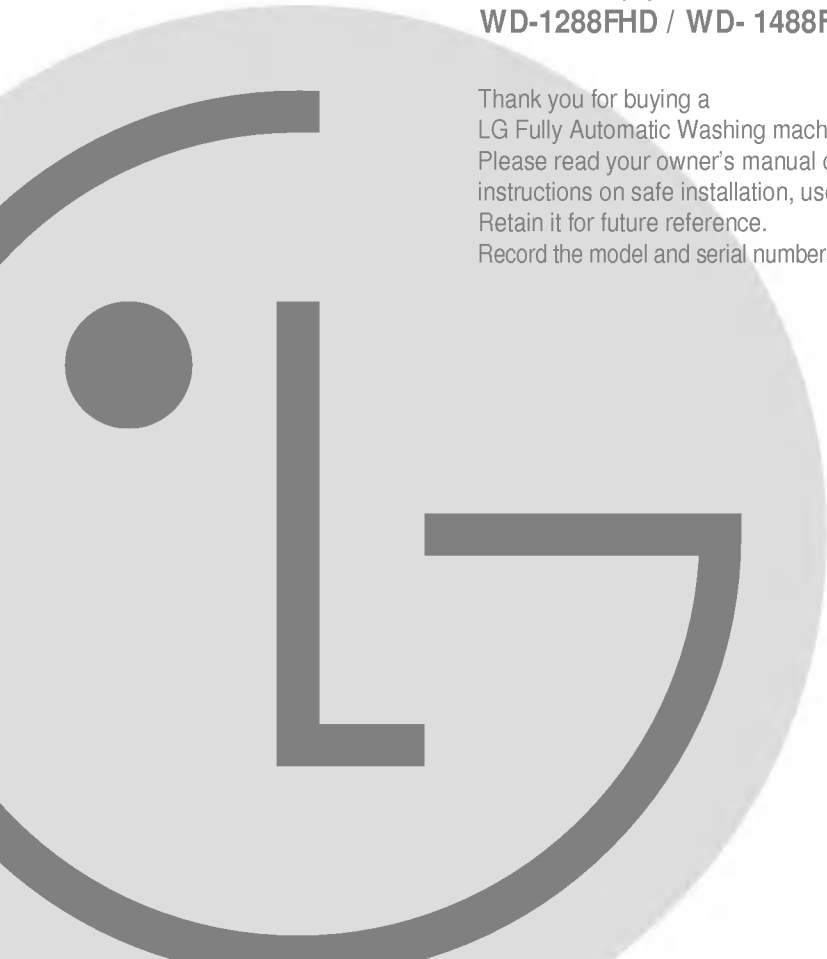 WD-1288FHD / WD- 1488F
Thank you for buying a
LG Fully Automatic Washing mach
Please read your owner's manual
instructions on safe installation, us
Retain it for future reference.
Record the model and serial number